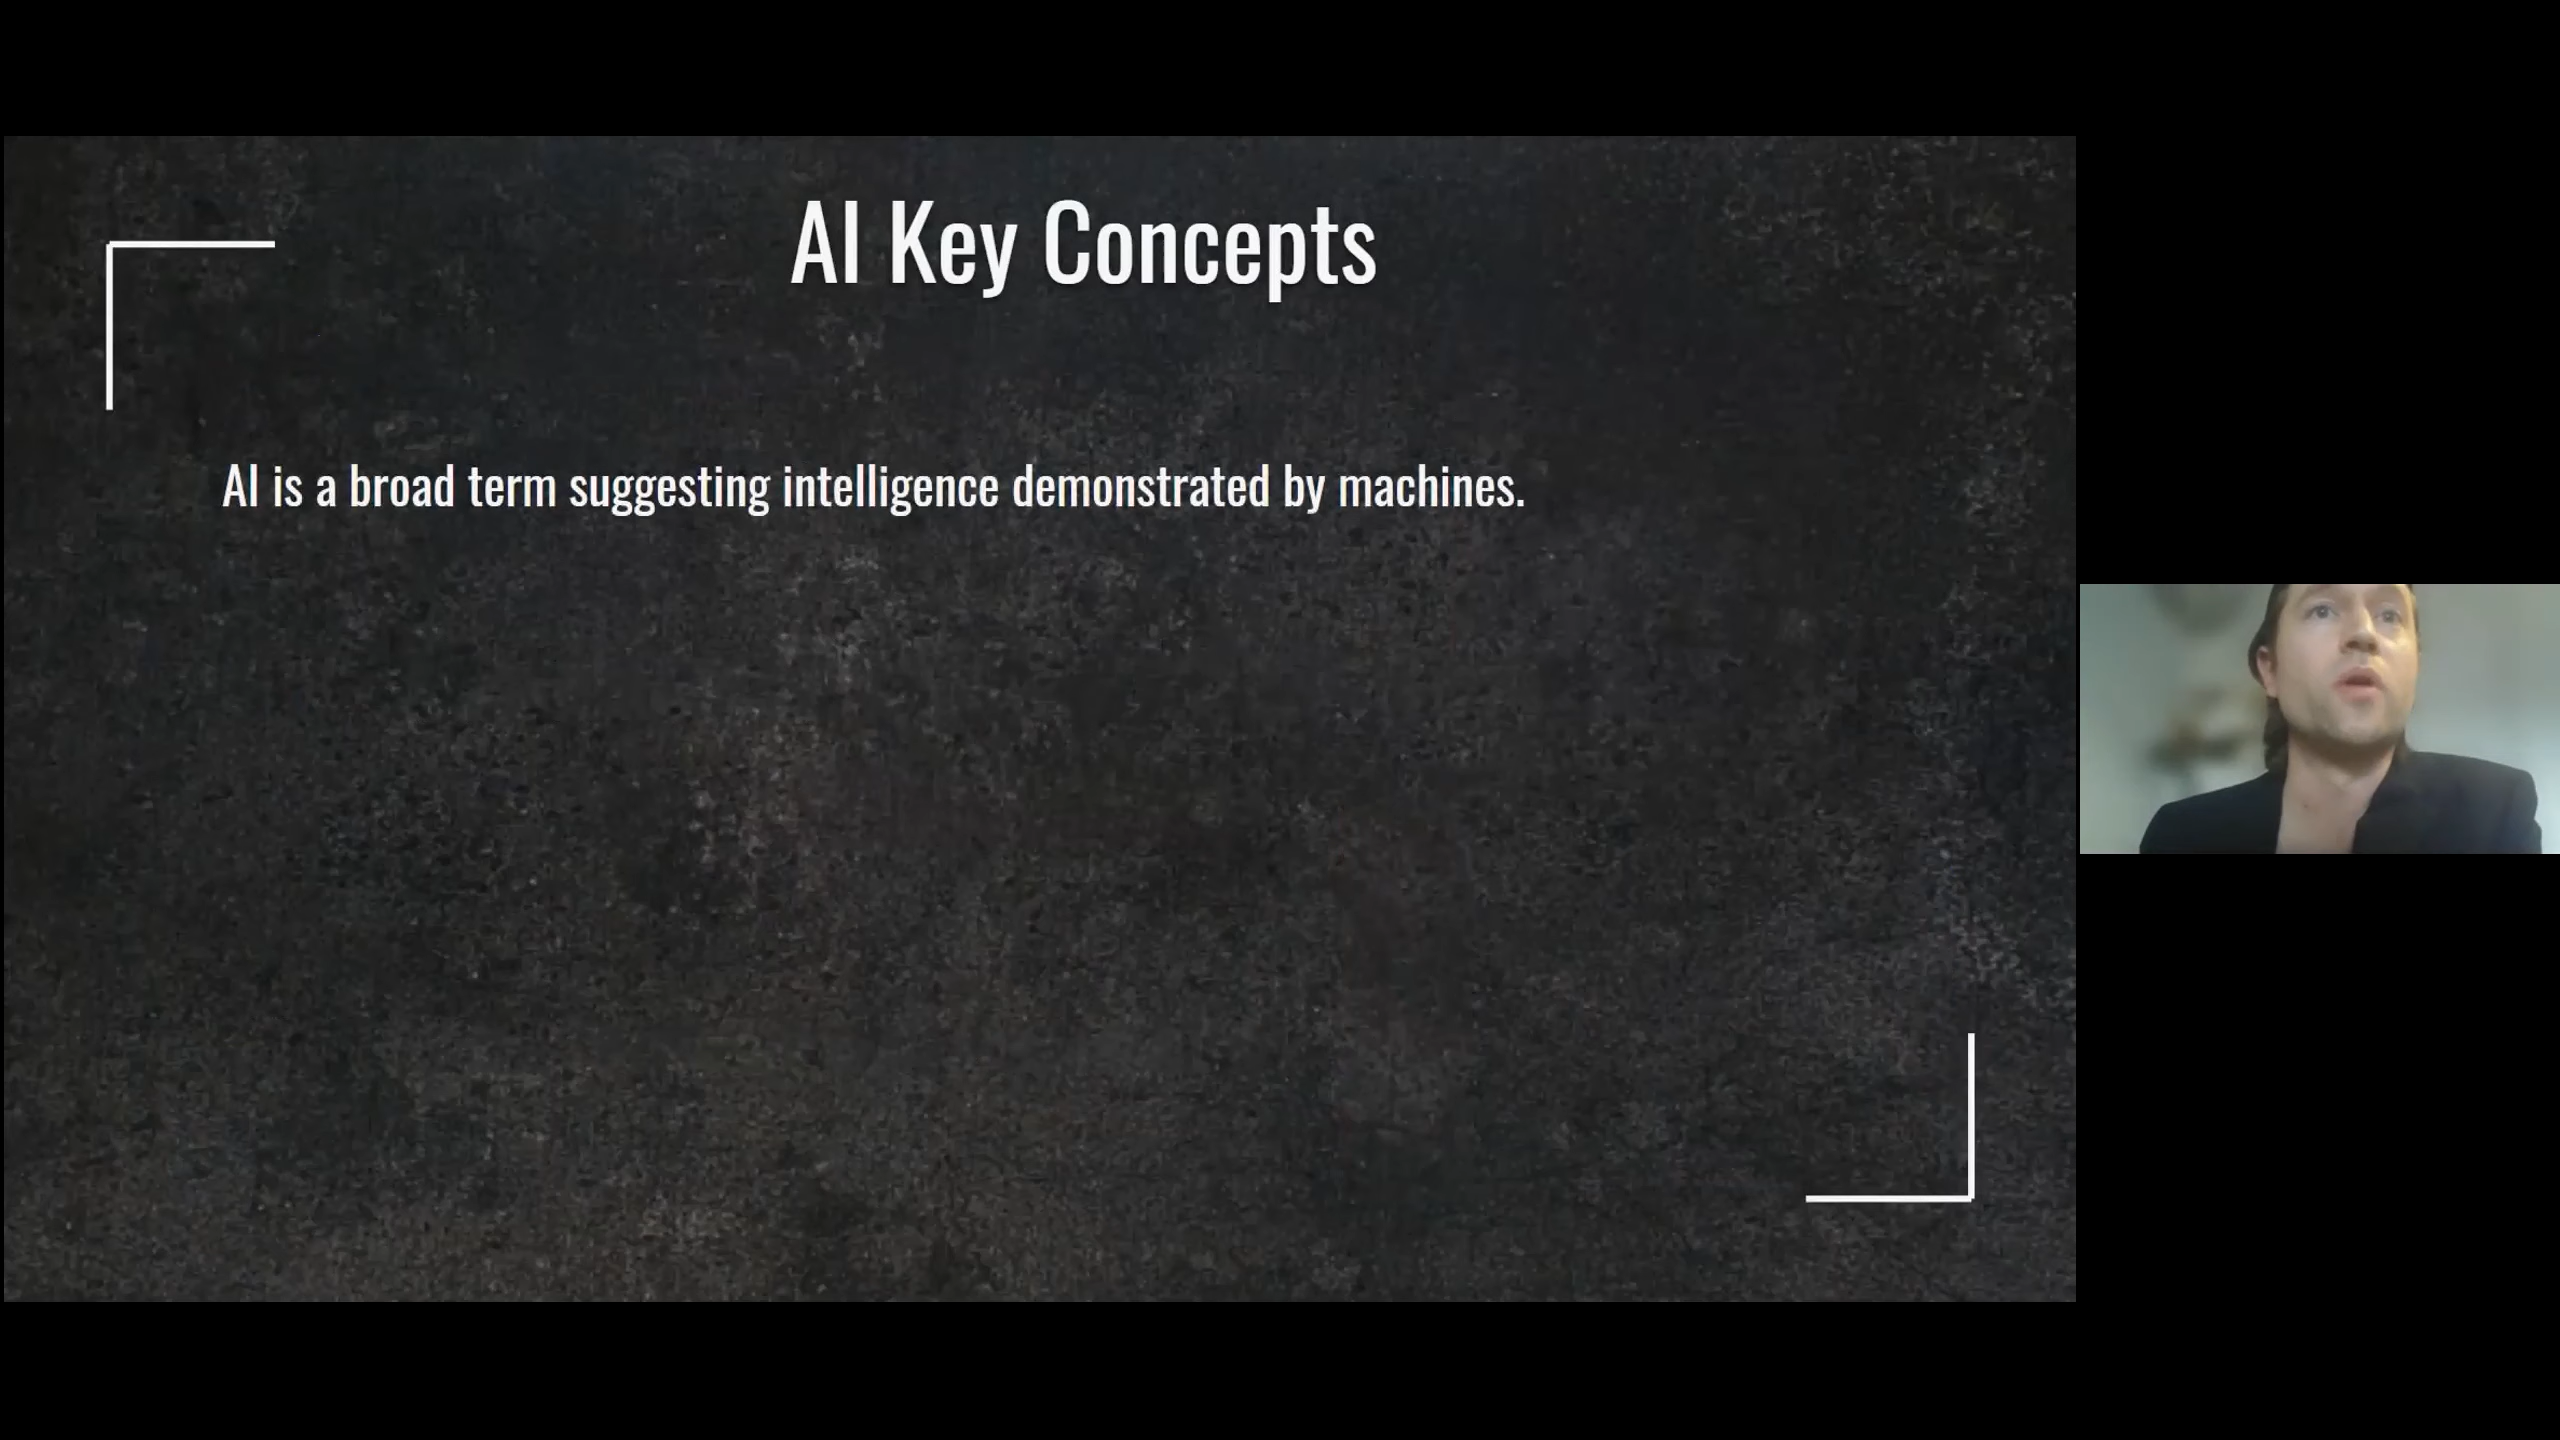 AI Key Concepts
AI is a broad term suggesting intelligence demonstrated by machines.